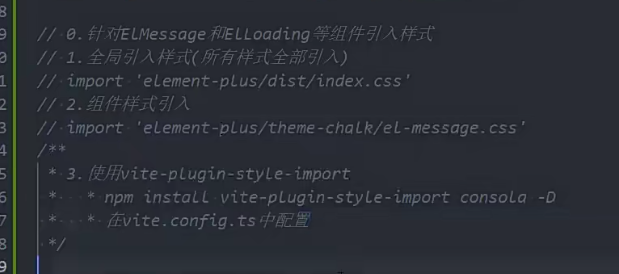 8
9 // 0.针对ElMessage和ElLoading等组件引入样式
0 // 1.全局引入样式(所有样式全部引入)
1 // import 'element-plus/dist/index.css'
2 // 2.组件样式引入
3 // import 'element-plus/theme-chalk/el-message.css'
4 /**
5 * 3.使用vite-plugin-style-import
6 * * npm install vite-plugin-style-import consola -D
7 * * 在vite.config.ts中配置
8 */
9